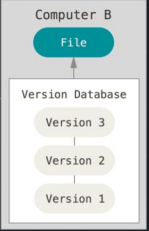 Computer B
File
Version Database
Version 3
Version 2
Version 1